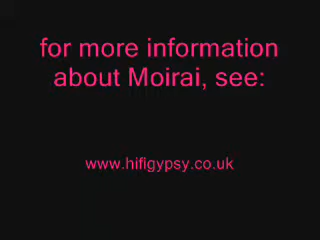 for more information
about Moirai, see:
www.hifigypsy.co.uk